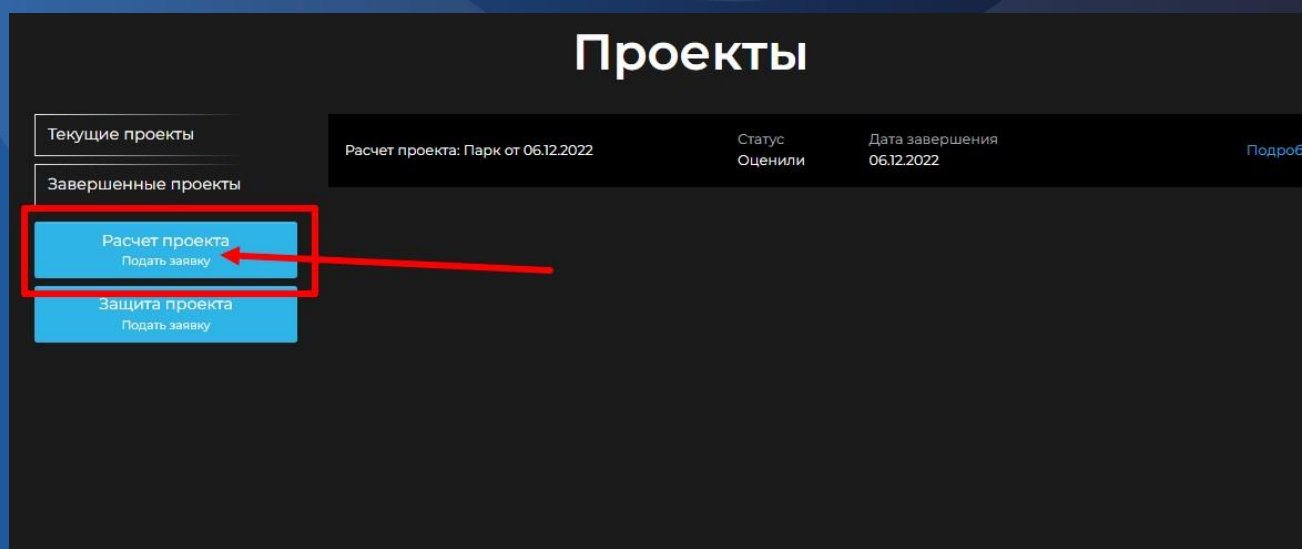 Проекты
Текущие проекты
Завершенные проекты
Расчет проекта
Подать заявку
Защита проекта
Подать заявку
Расчет проекта: Парк от 06.12.2022
Статус
Оценили
Дата завершения
06.12.2022